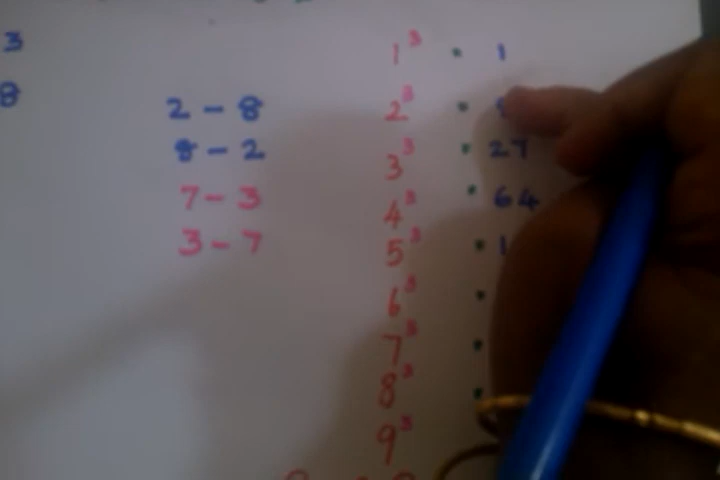 3
8
2 - 8
8 - 2
7 - 3
3 - 7
1³ · 1
2³ ·
3³ · 27
4³ · 64
5³ · 1
6³ ·
7³ ·
8³ ·
9³